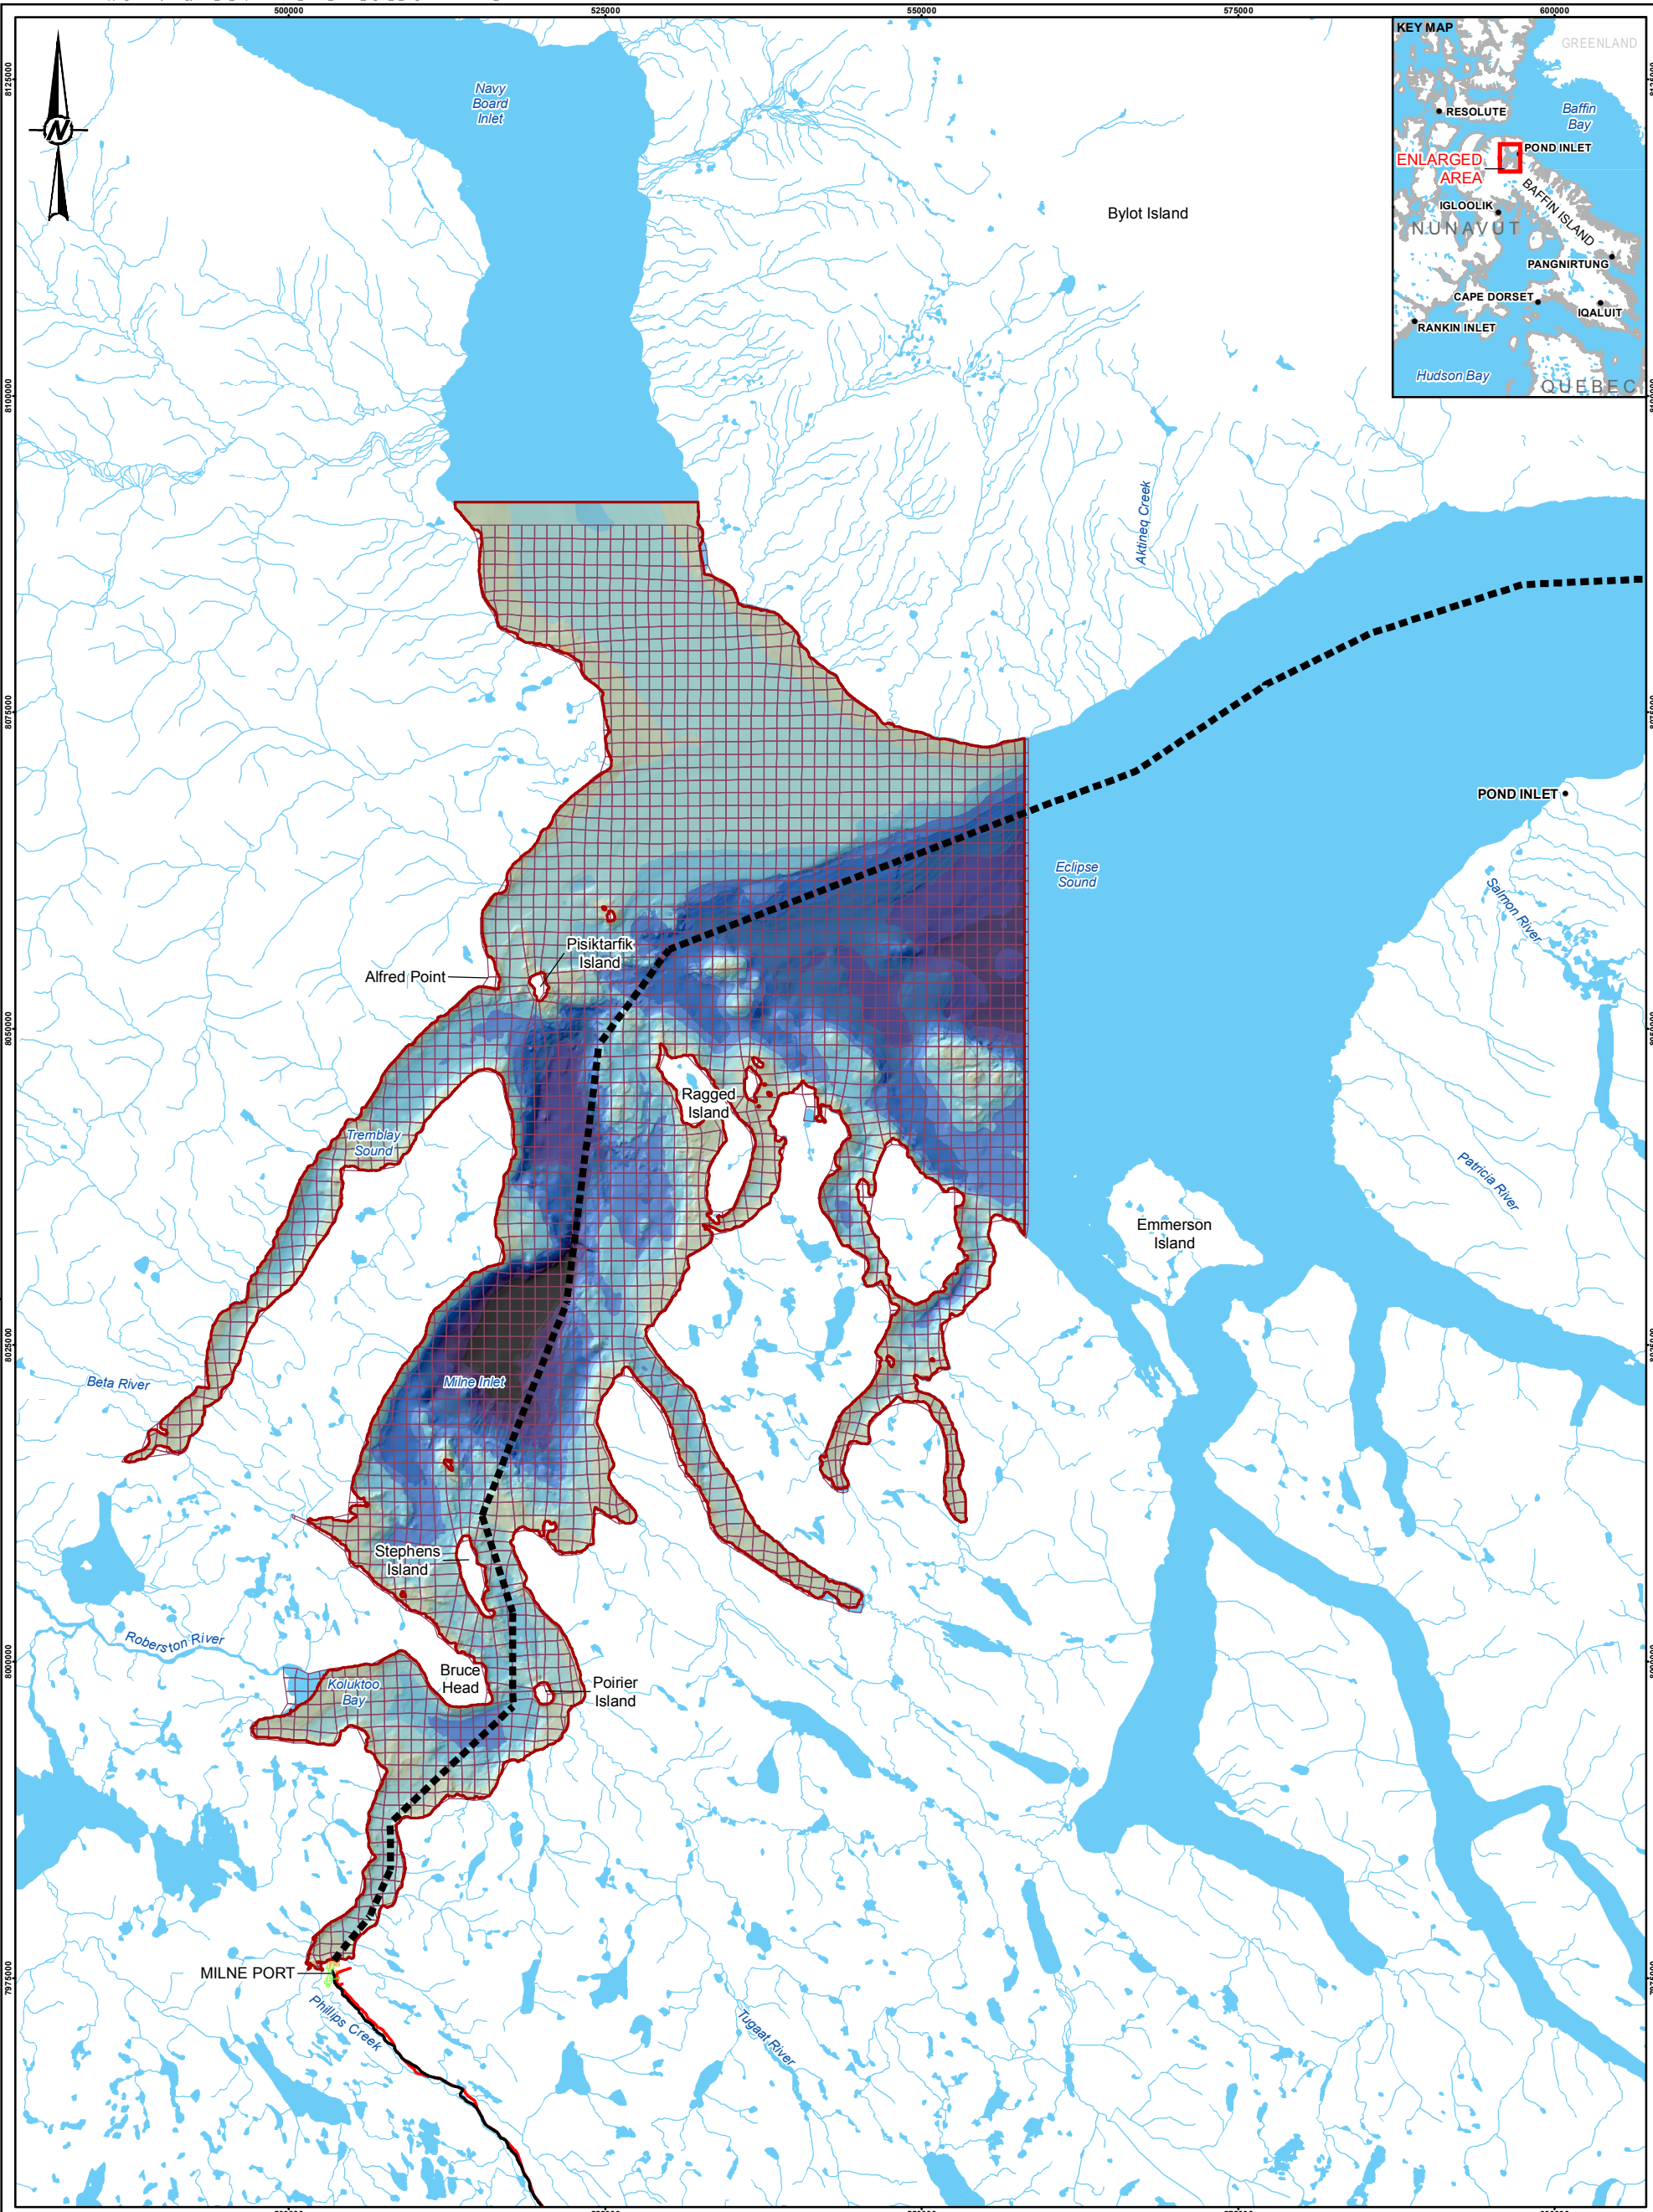 500000
525000
550000
575000
600000
8125000
N
Navy
Board
Inlet
Bylot Island
KEY MAP
GREENLAND
RESOLUTE
Baffin
Bay
POND INLET
ENLARGED
AREA
BAFFIN ISLAND
IGLOOLIK
NUNAVUT
PANGNIRTUNG
CAPE DORSET
IQALUIT
RANKIN INLET
Hudson Bay
QUEBEC
8100000
Aktineq Creek
8075000
POND INLET
Eclipse
Sound
Salmon River
Pisiktarfik
Island
Alfred Point
8050000
Ragged
Island
Tremblay
Sound
Patricia River
Emmerson
Island
8025000
Beta River
Milne Inlet
Stephens
Island
Roberston River
8000000
Bruce
Head
Koluktoo
Bay
Poirier
Island
MILNE PORT
7975000
Phillips Creek
Tugaat River